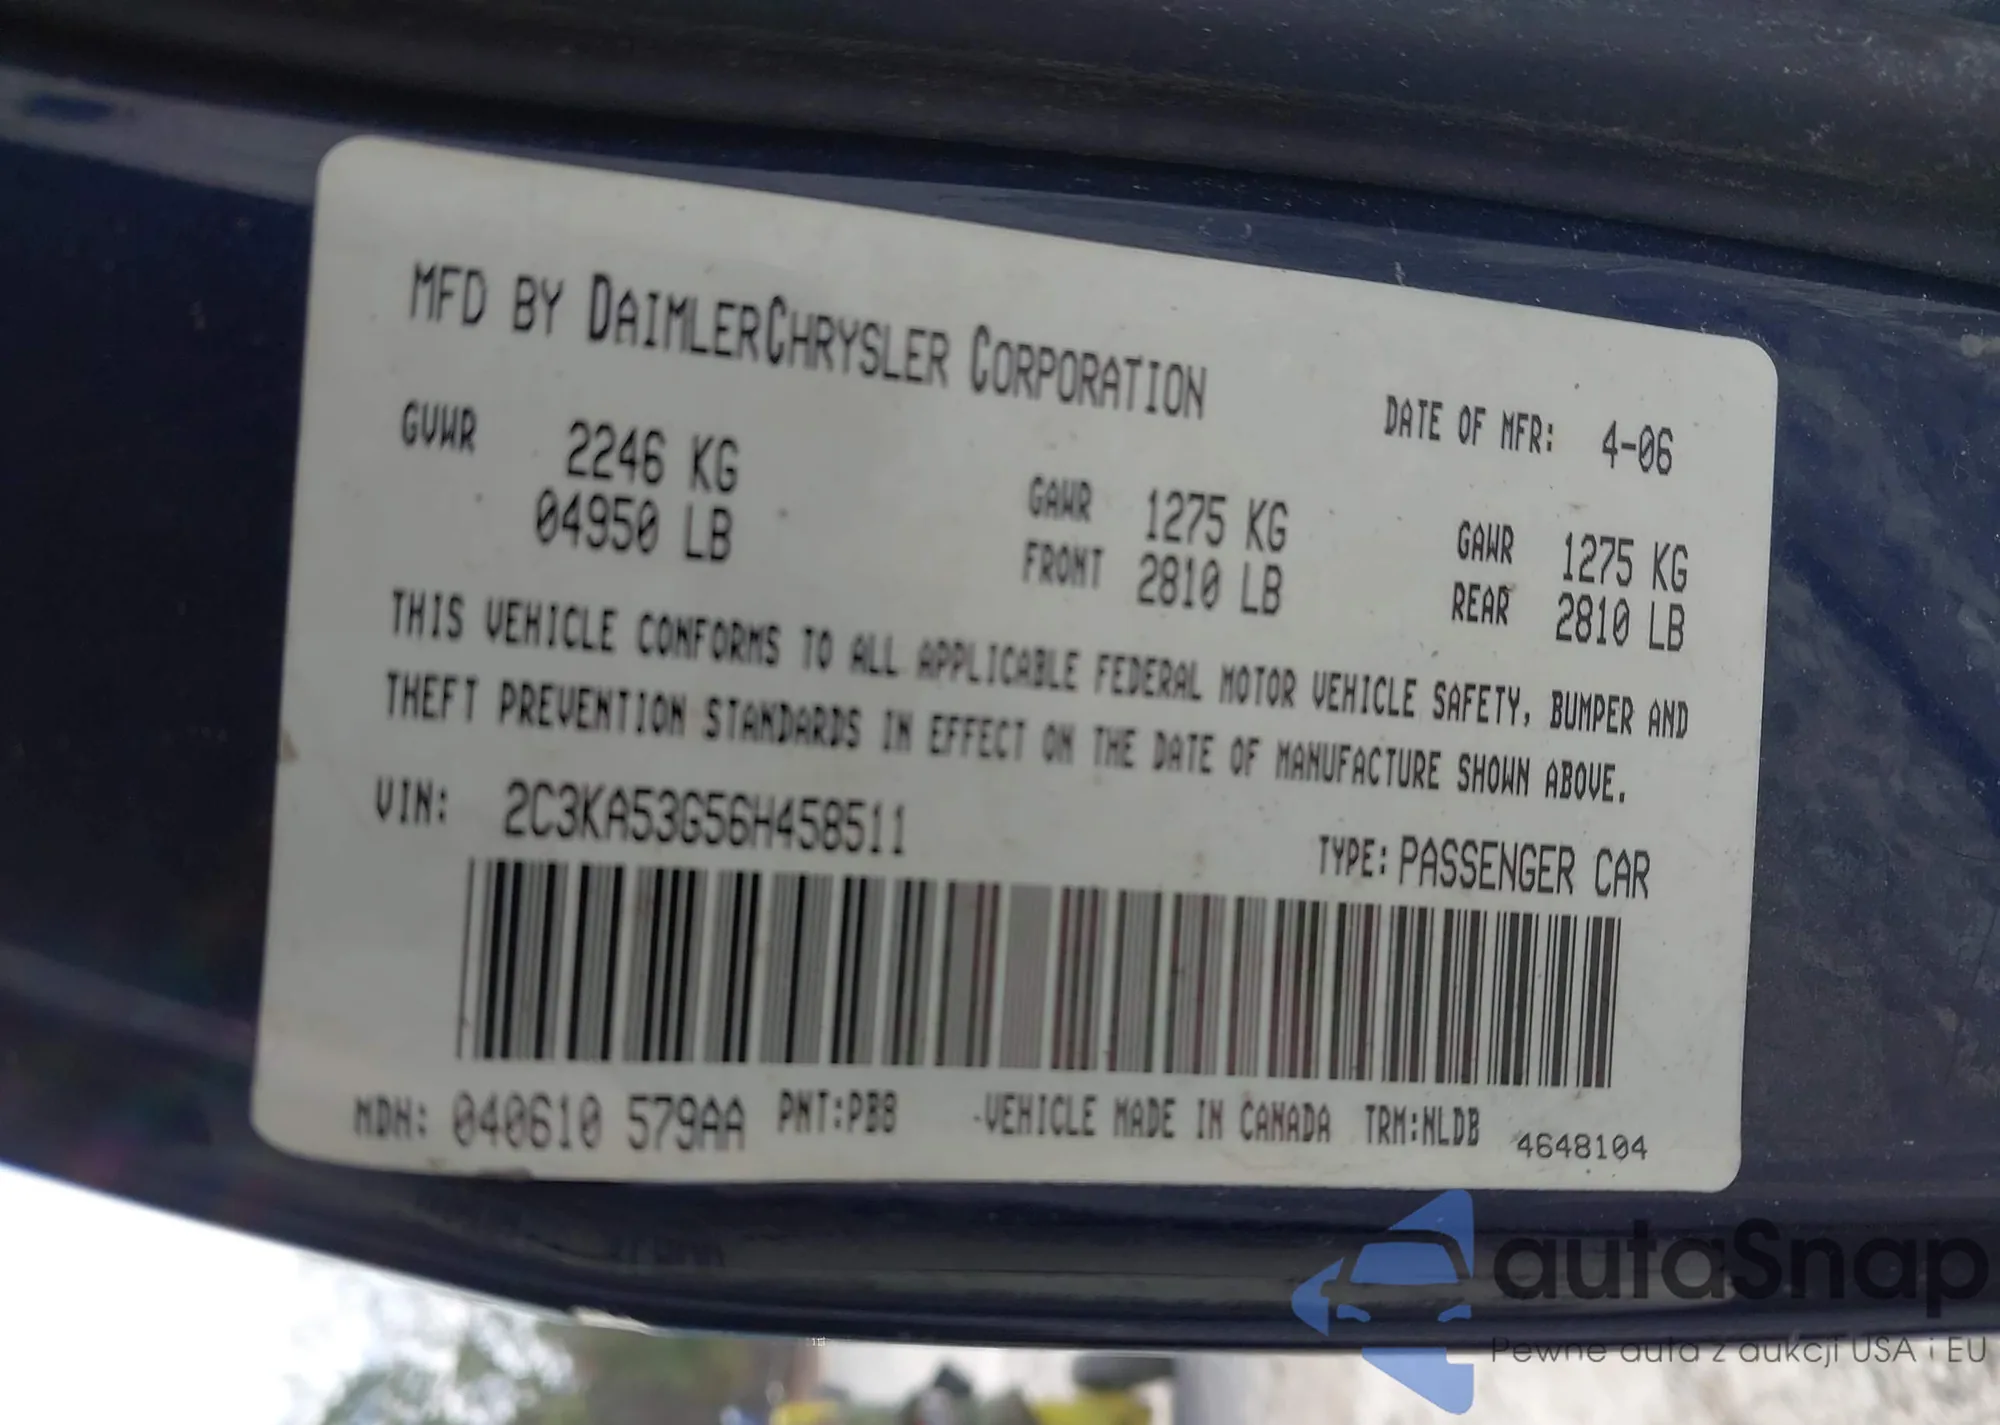 MFD BY DAIMLERCHRYSLER CORPORATION
DATE OF MFR: 4-06
GVWR 2246 KG
04950 LB
GAWR 1275 KG
FRONT 2810 LB
GAWR 1275 KG
REAR 2810 LB
THIS VEHICLE CONFORMS TO ALL APPLICABLE FEDERAL MOTOR VEHICLE SAFETY, BUMPER AND
THEFT PREVENTION STANDARDS IN EFFECT ON THE DATE OF MANUFACTURE SHOWN ABOVE.
VIN: 2C3KA53G56H458511
TYPE: PASSENGER CAR
MDH: 040610 579AA PNT:PB8 -VEHICLE MADE IN CANADA TRM:NLDB 4648104
autaSnap
Pewne auta z aukcji USA i EU